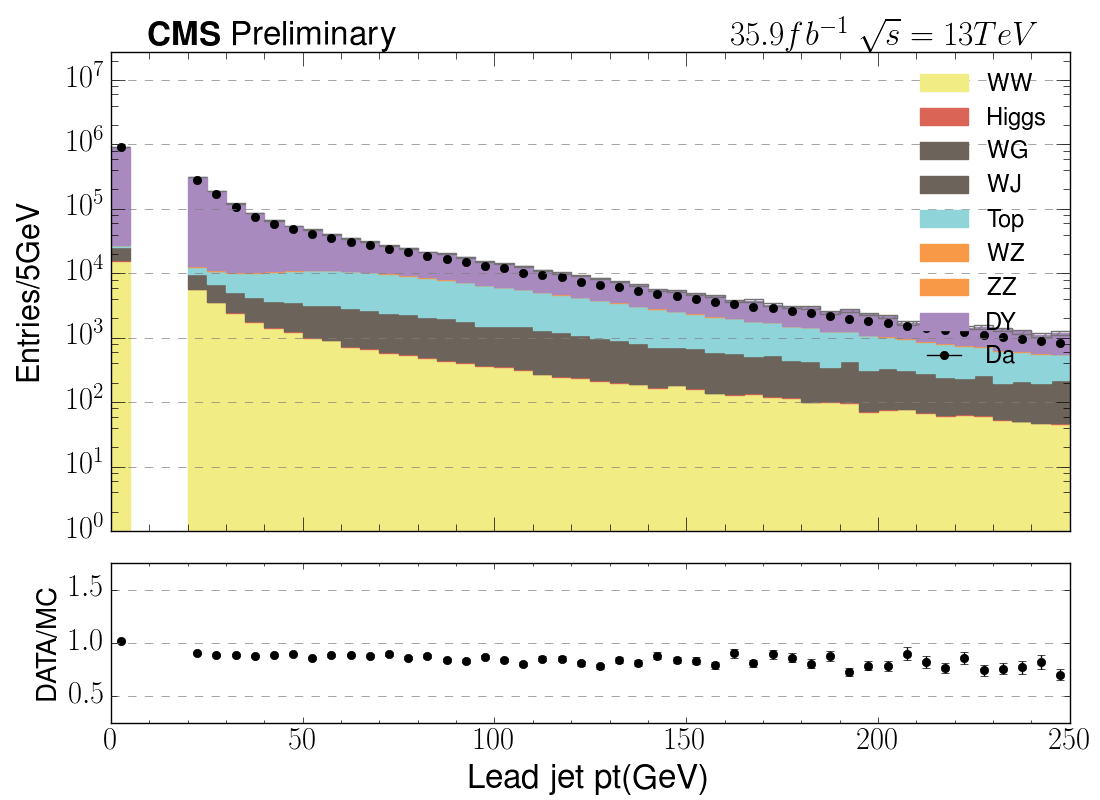 CMS Preliminary
35.9fb⁻¹ √s = 13TeV
Entries/5GeV
10⁷
10⁶
10⁵
10⁴
10³
10²
10¹
10⁰
WW
Higgs
WG
WJ
Top
WZ
ZZ
DY
Da
DATA/MC
1.5
1.0
0.5
0 50 100 150 200 250
Lead jet pt(GeV)